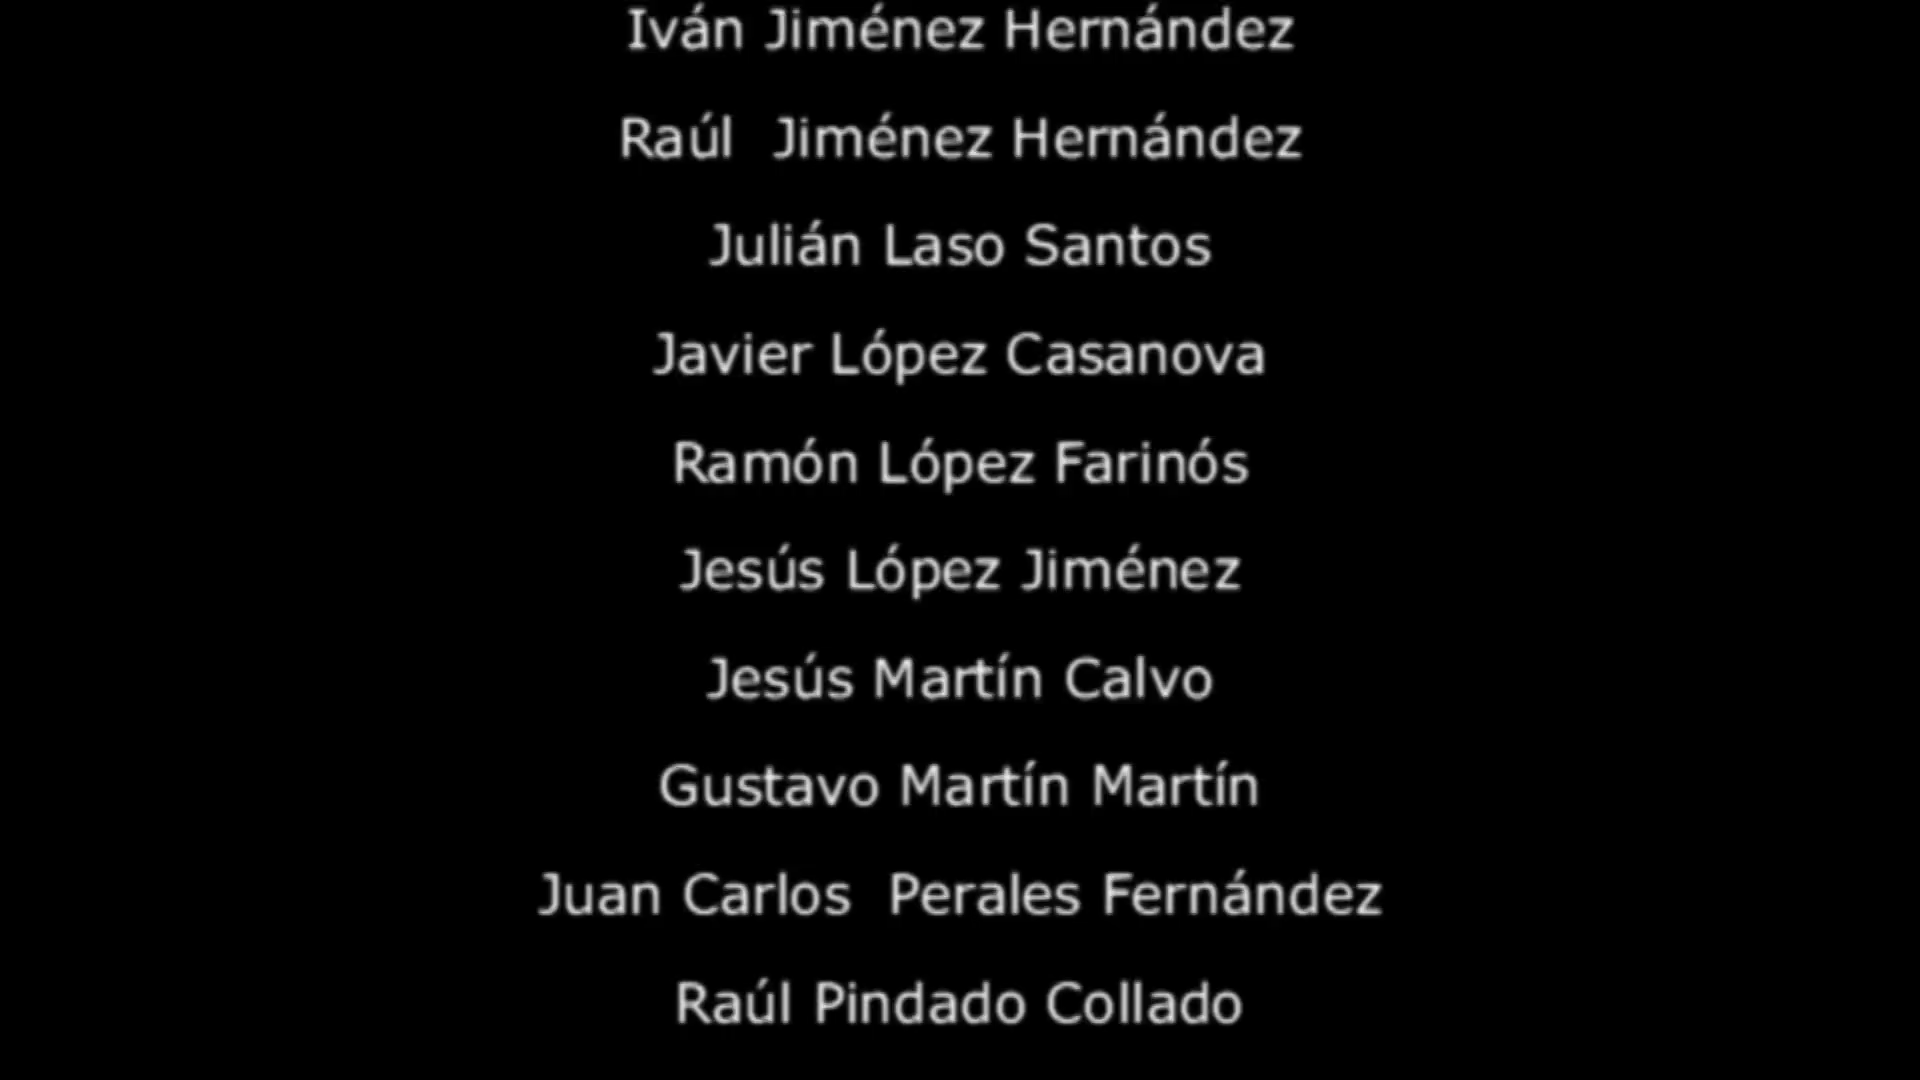 Iván Jiménez Hernández
Raúl  Jiménez Hernández
Julián Laso Santos
Javier López Casanova
Ramón López Farinós
Jesús López Jiménez
Jesús Martín Calvo
Gustavo Martín Martín
Juan Carlos  Perales Fernández
Raúl Pindado Collado